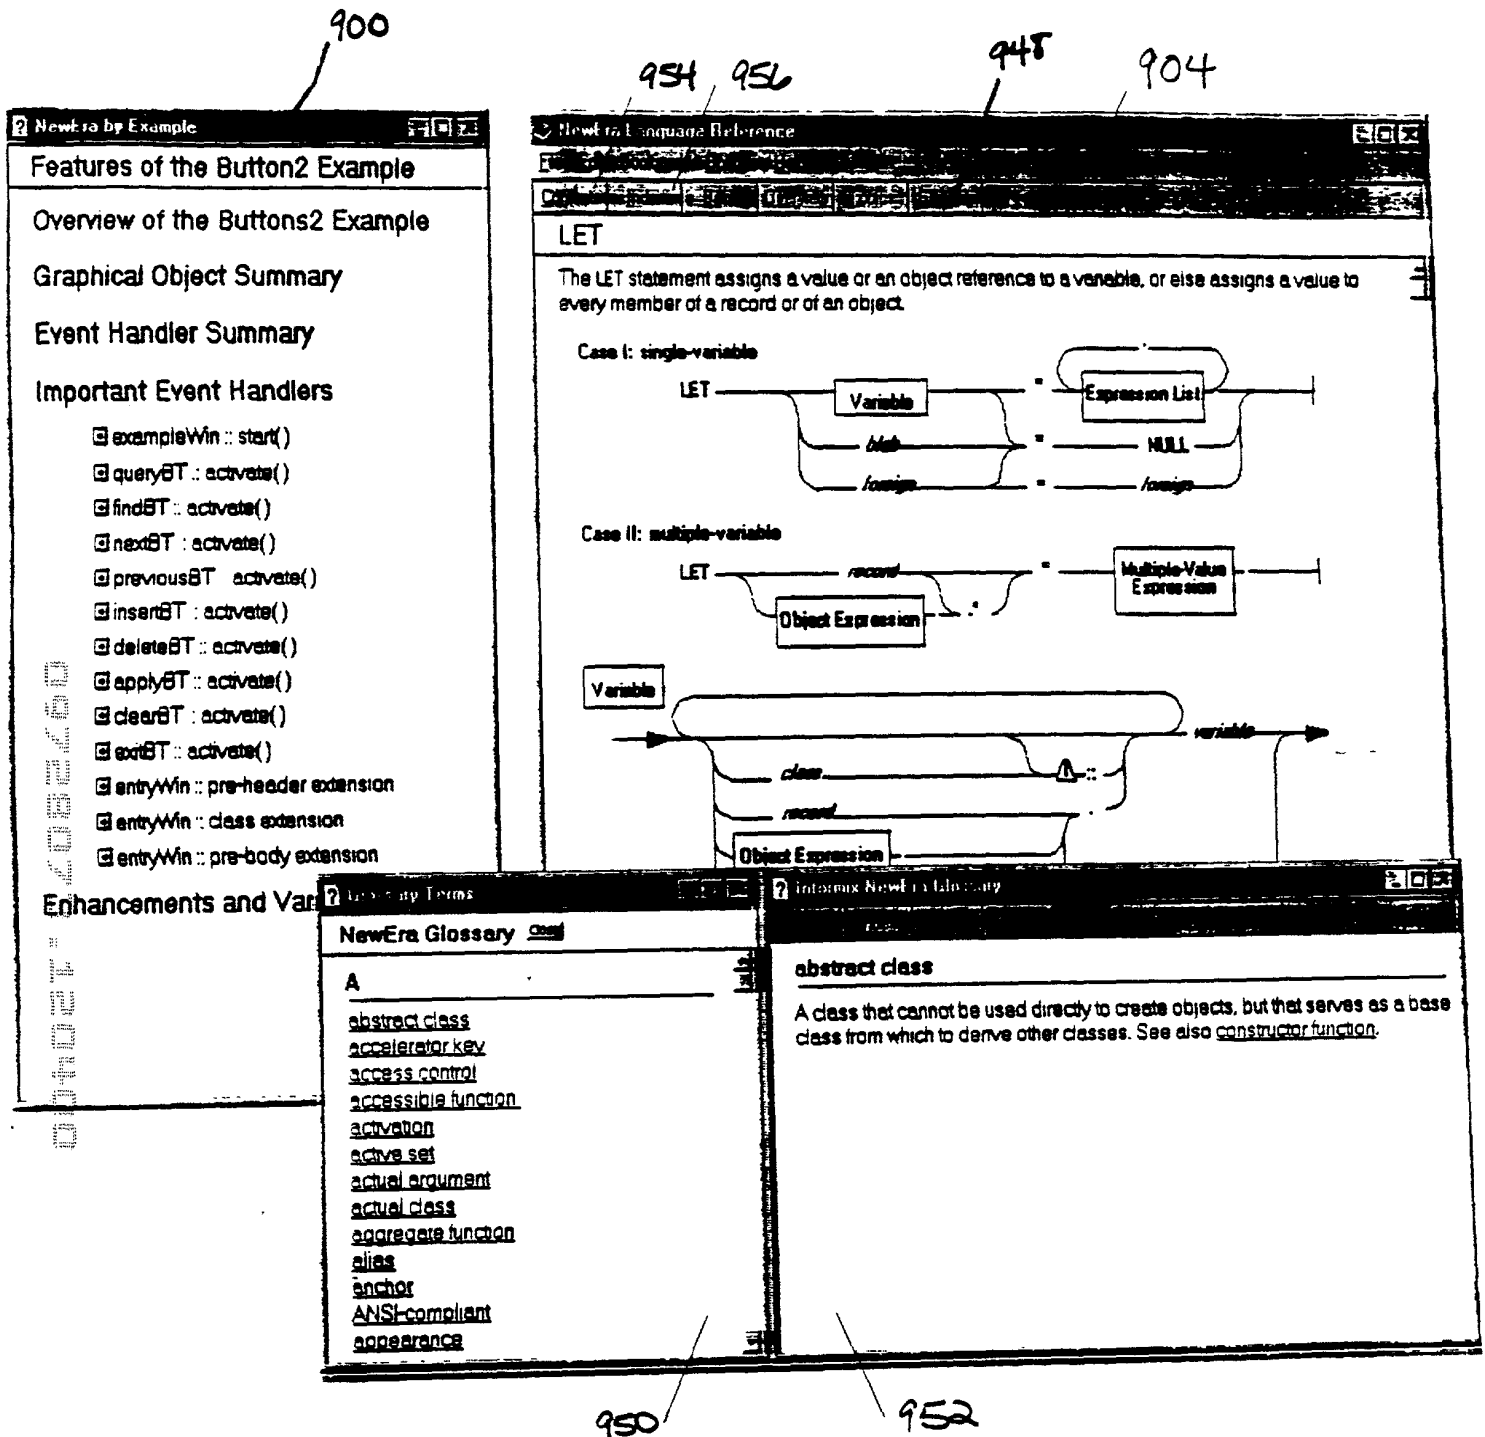 900
954 956 948 904
NewEra by Example
Features of the Button2 Example
Overview of the Buttons2 Example
Graphical Object Summary
Event Handler Summary
Important Event Handlers
exampleWin :: start()
queryBT :: activate()
findBT :: activate()
nextBT : activate()
previousBT activate()
insertBT : activate()
deleteBT :: activate()
applyBT :: activate()
clearBT : activate()
exitBT :: activate()
entryWin :: pre-header extension
entryWin :: class extension
entryWin :: pre-body extension
Enhancements and Var
NewEra Language Reference
LET
The LET statement assigns a value or an object reference to a variable, or else assigns a value to
every member of a record or of an object.
Case I: single-variable
LET Variable = Expression List
blob = NULL
foreign = foreign
Case II: multiple-variable
LET record = Multiple-Value
Expression
Object Expression .*
Variable
variable
class ::
record .
Object Expression
Glossary Terms
NewEra Glossary Close
A
abstract class
accelerator key
access control
accessible function
activation
active set
actual argument
actual class
aggregate function
alias
anchor
ANSI-compliant
appearance
Informix NewEra Glossary
abstract class
A class that cannot be used directly to create objects, but that serves as a base
class from which to derive other classes. See also constructor function.
950 952